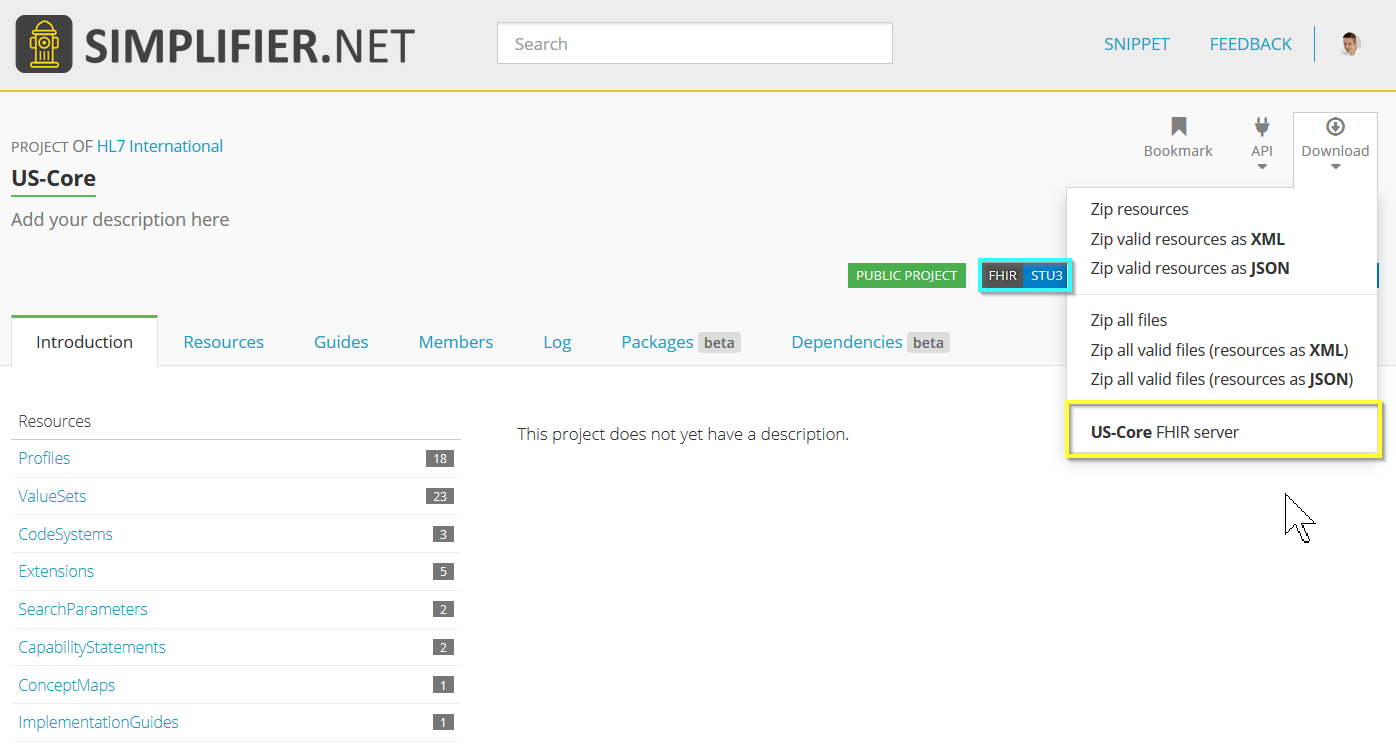 SIMPLIFIER.NET
Search
SNIPPET
FEEDBACK
PROJECT OF HL7 International
US-Core
Add your description here
Bookmark
API
Download
Zip resources
Zip valid resources as XML
Zip valid resources as JSON
Zip all files
Zip all valid files (resources as XML)
Zip all valid files (resources as JSON)
US-Core FHIR server
PUBLIC PROJECT
FHIR STU3
Introduction
Resources
Guides
Members
Log
Packages beta
Dependencies beta
Resources
Profiles 18
ValueSets 23
CodeSystems 3
Extensions 5
SearchParameters 2
CapabilityStatements 2
ConceptMaps 1
ImplementationGuides 1
This project does not yet have a description.